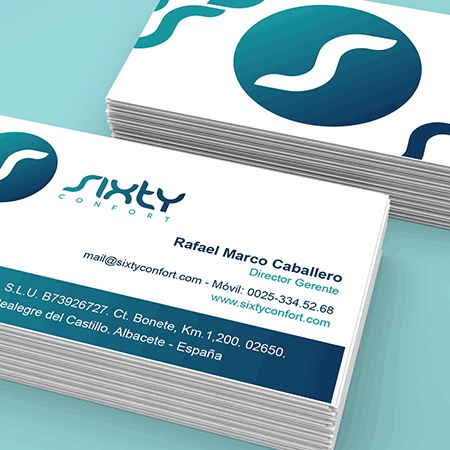 sixty
CONFORT
Rafael Marco Caballero
Director Gerente
mail@sixtyconfort.com - Móvil: 0025-334.52.68
www.sixtyconfort.com
S.L.U. B73926727. Ct. Bonete, Km.1,200. 02650.
ealegre del Castillo. Albacete - España